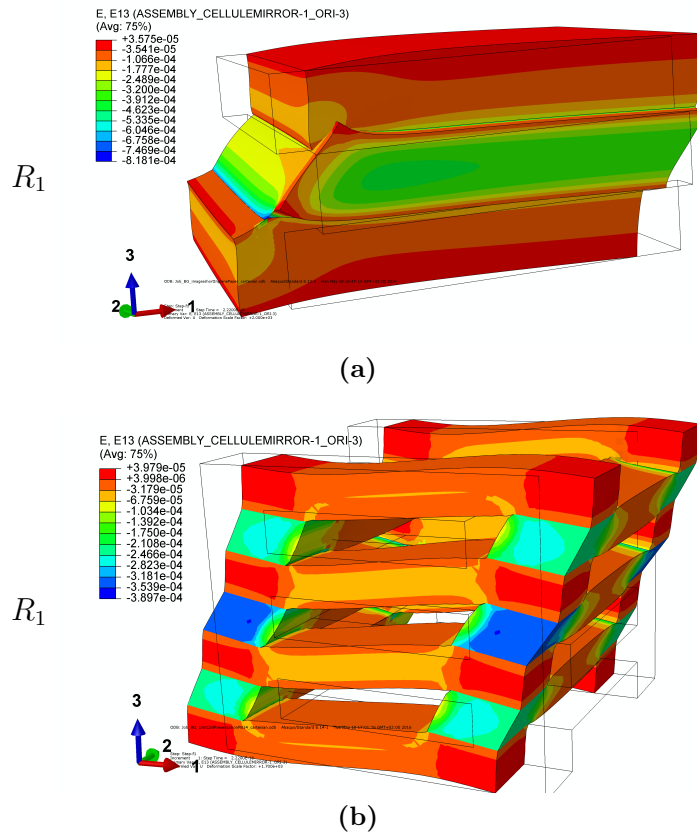 E, E13 (ASSEMBLY_CELLULEMIRROR-1_ORI-3)
(Avg: 75%)
+3.575e-05
-3.541e-05
-1.066e-04
-1.777e-04
-2.489e-04
-3.200e-04
-3.912e-04
-4.623e-04
-5.335e-04
-6.046e-04
-6.758e-04
-7.469e-04
-8.181e-04
R1
3
2
1
(a)
E, E13 (ASSEMBLY_CELLULEMIRROR-1_ORI-3)
(Avg: 75%)
+3.979e-05
+3.998e-06
-3.179e-05
-6.759e-05
-1.034e-04
-1.392e-04
-1.750e-04
-2.108e-04
-2.466e-04
-2.823e-04
-3.181e-04
-3.539e-04
-3.897e-04
R1
3
2
1
(b)